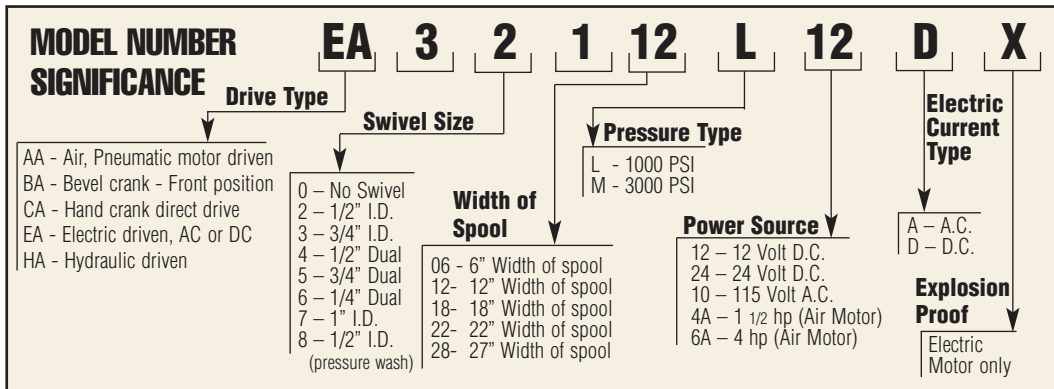 MODEL NUMBER
SIGNIFICANCE
EA 3 2 1 12 L 12 D X
Drive Type
AA - Air, Pneumatic motor driven
BA - Bevel crank - Front position
CA - Hand crank direct drive
EA - Electric driven, AC or DC
HA - Hydraulic driven
Swivel Size
0 – No Swivel
2 – 1/2” I.D.
3 – 3/4” I.D.
4 – 1/2” Dual
5 – 3/4” Dual
6 – 1/4” Dual
7 – 1” I.D.
8 – 1/2” I.D.
(pressure wash)
Width of
Spool
06 - 6” Width of spool
12- 12” Width of spool
18- 18” Width of spool
22- 22” Width of spool
28- 27” Width of spool
Pressure Type
L - 1000 PSI
M - 3000 PSI
Power Source
12 – 12 Volt D.C.
24 – 24 Volt D.C.
10 – 115 Volt A.C.
4A – 1 1/2 hp (Air Motor)
6A – 4 hp (Air Motor)
Electric
Current
Type
A – A.C.
D – D.C.
Explosion
Proof
Electric
Motor only